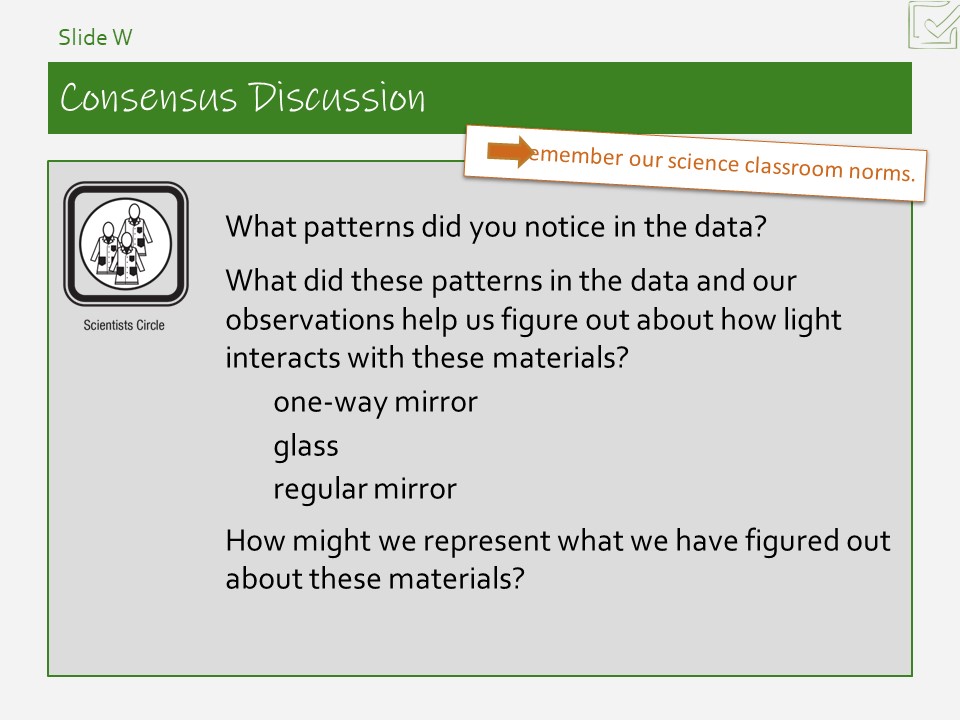 Slide W
Consensus Discussion
emember our science classroom norms.
What patterns did you notice in the data?
What did these patterns in the data and our
observations help us figure out about how light
interacts with these materials?
one-way mirror
glass
regular mirror
How might we represent what we have figured out
about these materials?
Scientists Circle